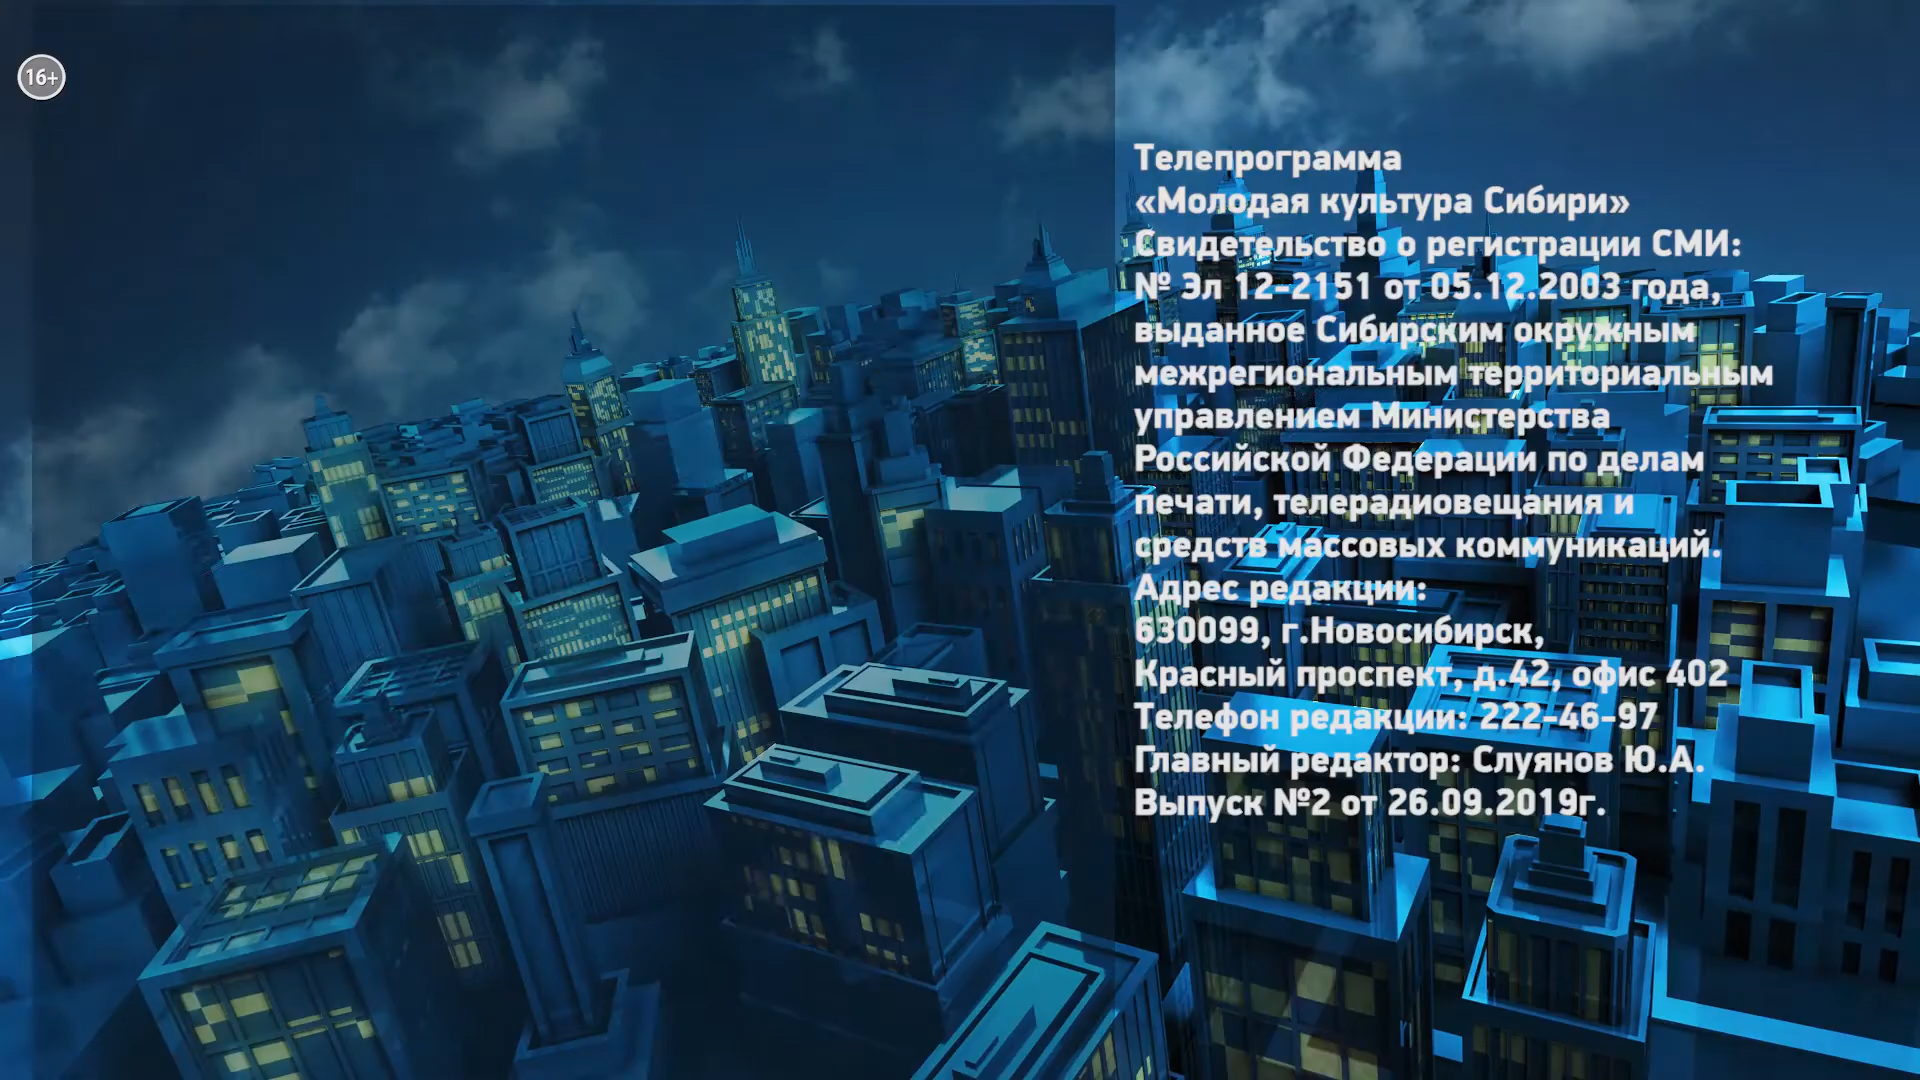 16+
Телепрограмма
«Молодая культура Сибири»
Свидетельство о регистрации СМИ:
№ Эл 12-2151 от 05.12.2003 года,
выданное Сибирским окружным
межрегиональным территориальным
управлением Министерства
Российской Федерации по делам
печати, телерадиовещания и
средств массовых коммуникаций.
Адрес редакции:
630099, г.Новосибирск,
Красный проспект, д.42, офис 402
Телефон редакции: 222-46-97
Главный редактор: Слуянов Ю.А.
Выпуск №2 от 26.09.2019г.